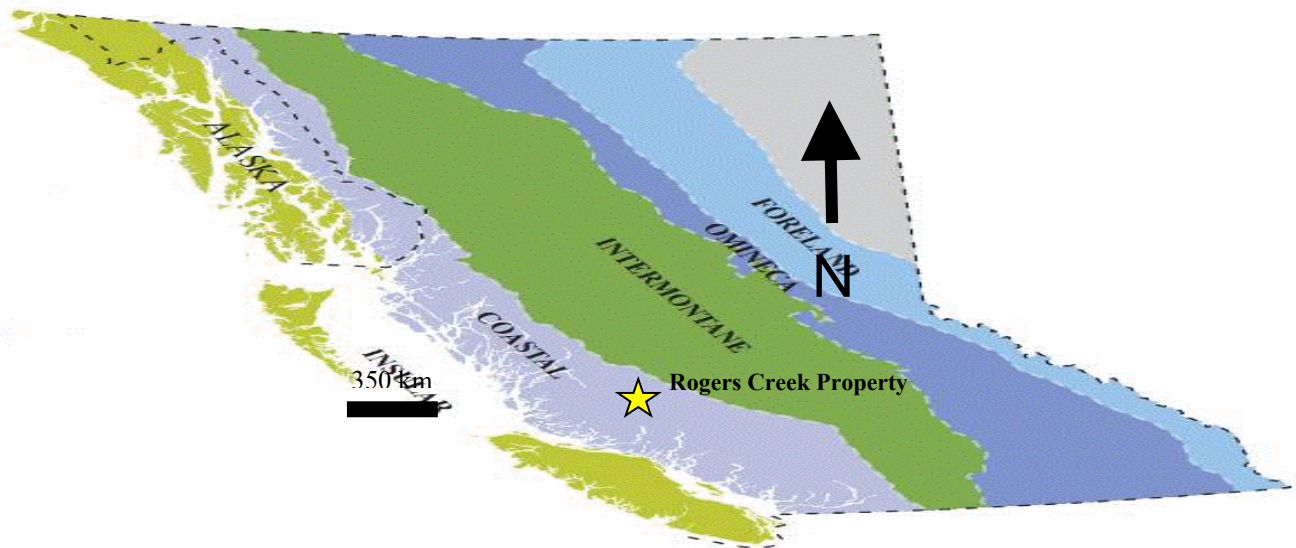 ALASKA
FORELAND
OMINECA
N
INTERMONTANE
COASTAL
INSULAR
350 km
Rogers Creek Property